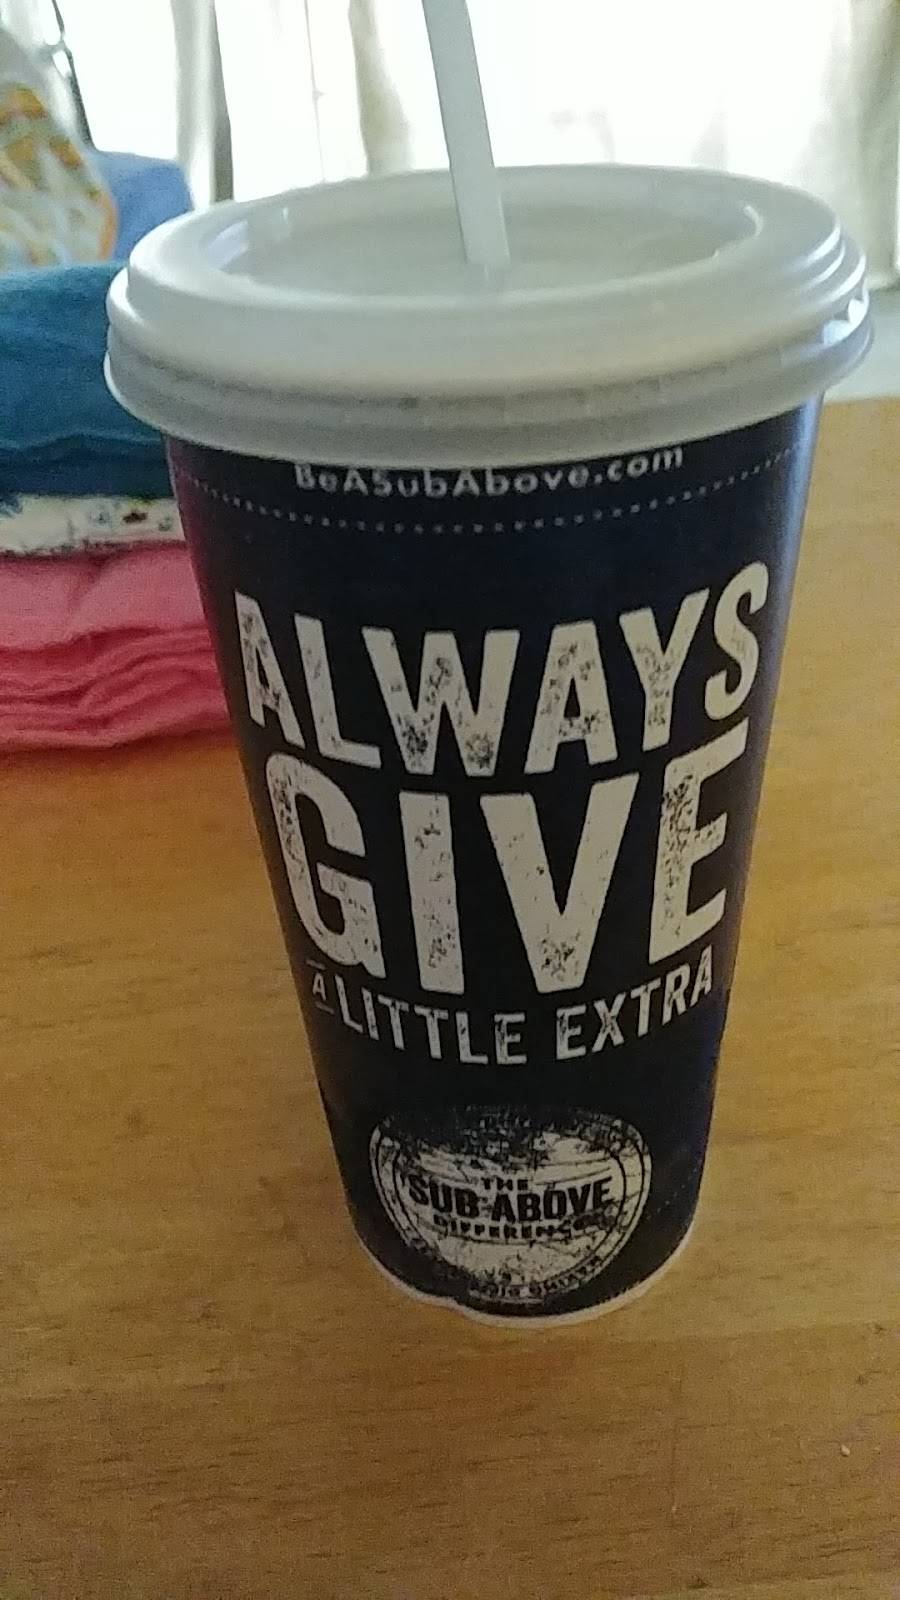 BeASubAbove.com
ALWAYS
GIVE
A LITTLE EXTRA
THE
SUB ABOVE
DIFFERENCE